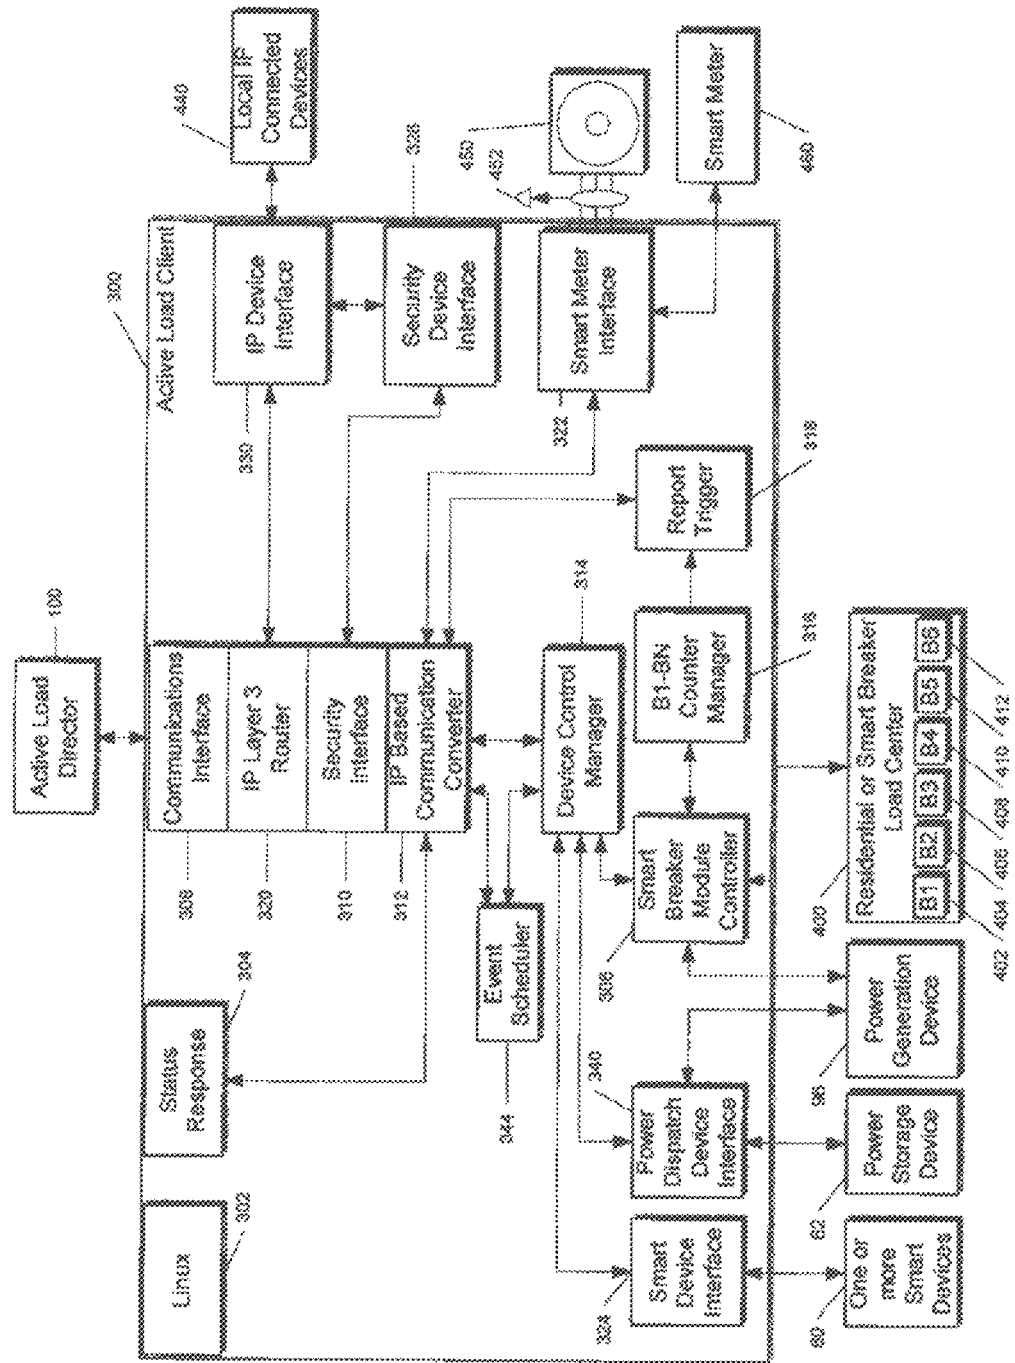 100
Active Load
Director
300
Active Load Client
Linux
302
Status
Response
304
Communications
Interface
308
IP Layer 3
Router
320
Security
Interface
310
IP Based
Communication
Converter
312
IP Device
Interface
330
Local IP
Connected
Devices
440
Security
Device
Interface
328
Event
Scheduler
344
Device Control
Manager
314
Smart Meter
Interface
322
450
452
Smart Meter
460
Smart
Device
Interface
324
Power
Dispatch
Device
Interface
340
Smart
Breaker
Module
Controller
306
B1-BN
Counter
Manager
316
Report
Trigger
318
One or
more
Smart
Devices
60
Power
Storage
Device
62
Power
Generation
Device
96
Residential or Smart Breaker
Load Center
400
B1 B2 B3 B4 B5 B6
402 404 406 408 410 412